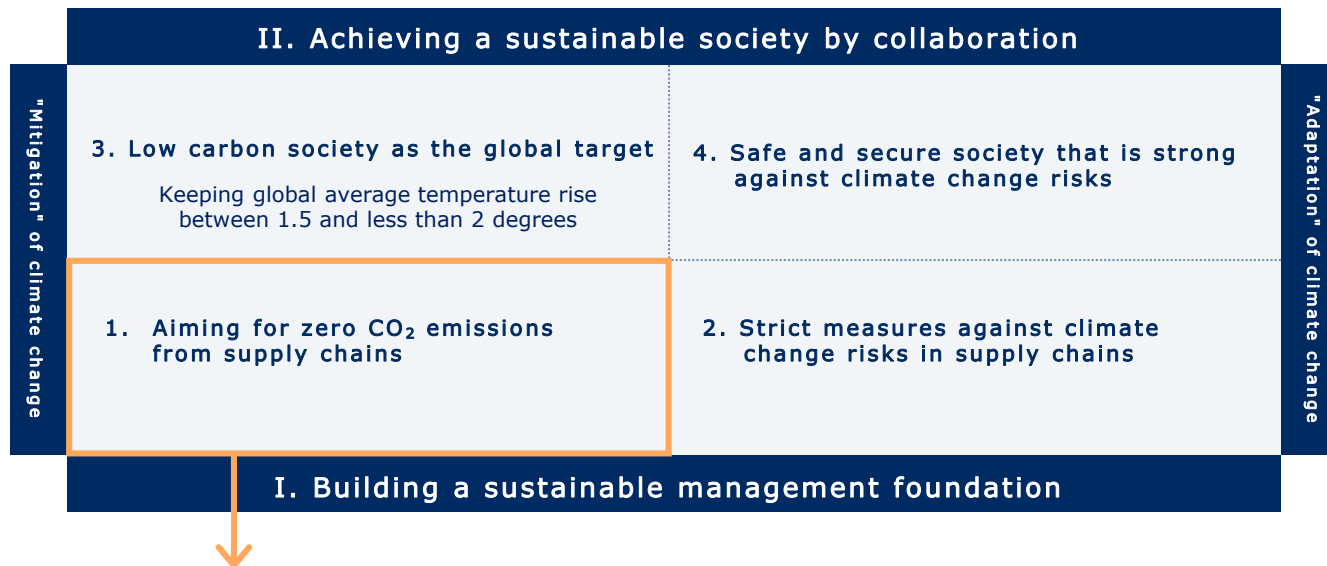 II. Achieving a sustainable society by collaboration
"Mitigation" of climate change
3. Low carbon society as the global target
Keeping global average temperature rise
between 1.5 and less than 2 degrees
4. Safe and secure society that is strong
against climate change risks
1. Aiming for zero CO₂ emissions
from supply chains
2. Strict measures against climate
change risks in supply chains
"Adaptation" of climate change
I. Building a sustainable management foundation